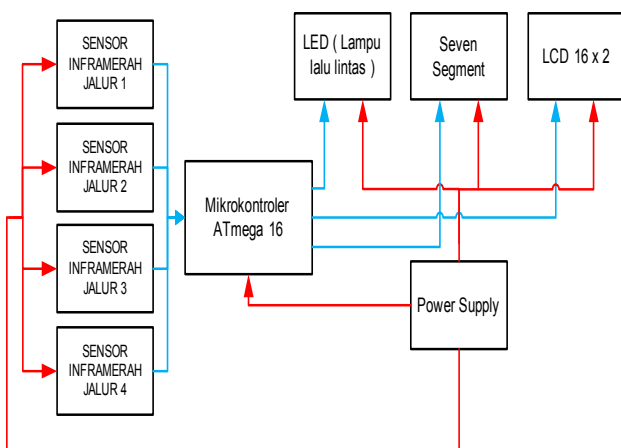 SENSOR
INFRAMERAH
JALUR 1
SENSOR
INFRAMERAH
JALUR 2
SENSOR
INFRAMERAH
JALUR 3
SENSOR
INFRAMERAH
JALUR 4
Mikrokontroler
ATmega 16
LED ( Lampu
lalu lintas )
Seven
Segment
LCD 16 x 2
Power Supply